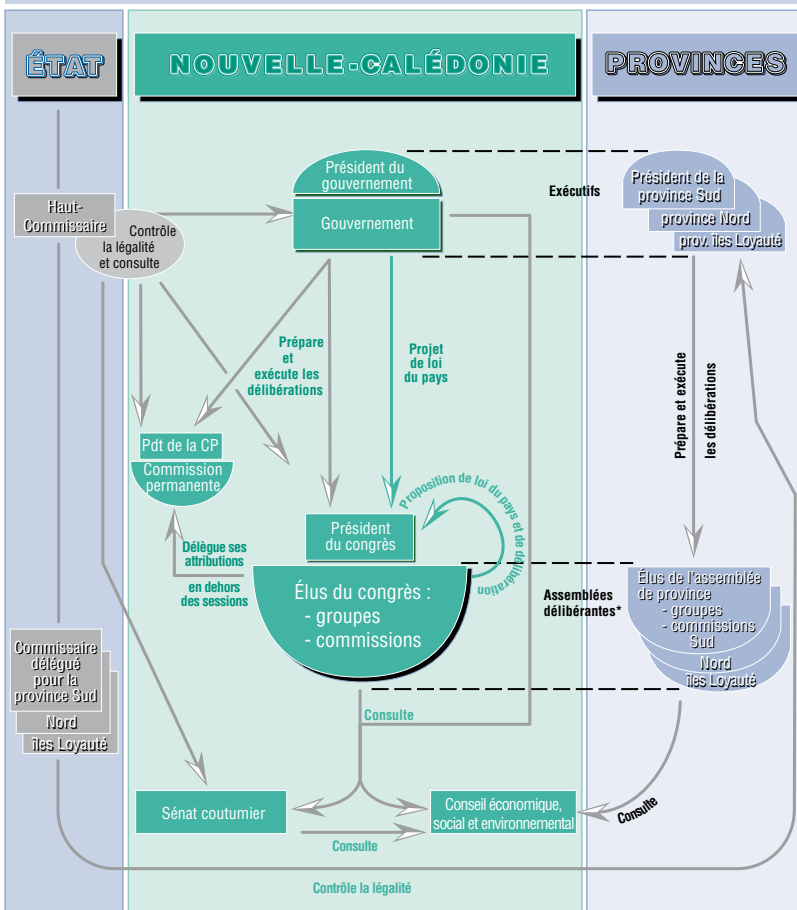 ÉTAT
NOUVELLE-CALÉDONIE
PROVINCES
Président du
gouvernement
Gouvernement
Exécutifs
Président de la
province Sud
province Nord
prov. îles Loyauté
Haut-
Commissaire
Contrôle
la légalité
et consulte
Prépare
et
exécute les
délibérations
Projet
de loi
du pays
Prépare et exécute
les délibérations
Pdt de la CP
Commission
permanente
Proposition de loi du pays et de délibération
Président
du congrès
Délègue ses
attributions
en dehors
des sessions
Élus du congrès :
- groupes
- commissions
Assemblées
délibérantes*
Élus de l'assemblée
de province
- groupes
- commissions
Sud
Nord
îles Loyauté
Commissaire
délégué
pour la
province Sud
Nord
îles Loyauté
Consulte
Sénat coutumier
Conseil économique,
social et environnemental
Consulte
Consulte
Contrôle la légalité